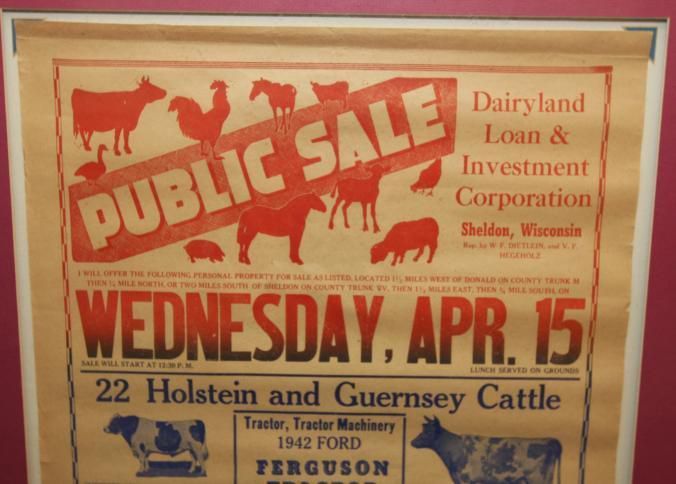 PUBLIC SALE
Dairyland
Loan &
Investment
Corporation
Sheldon, Wisconsin
Rep. by W. F. DIETLEIN, and V. F.
HEGEHOLZ
I WILL OFFER THE FOLLOWING PERSONAL PROPERTY FOR SALE AS LISTED, LOCATED 1½ MILES WEST OF DONALD ON COUNTY TRUNK M
THEN ½ MILE NORTH, OR TWO MILES SOUTH OF SHELDON ON COUNTY TRUNK VV, THEN 1½ MILES EAST, THEN MILE SOUTH, ON
WEDNESDAY, APR. 15
SALE WILL START AT 12:30 P. M.
LUNCH SERVED ON GROUNDS
22 Holstein and Guernsey Cattle
Tractor, Tractor Machinery
1942 FORD
FERGUSON
TRACTOR